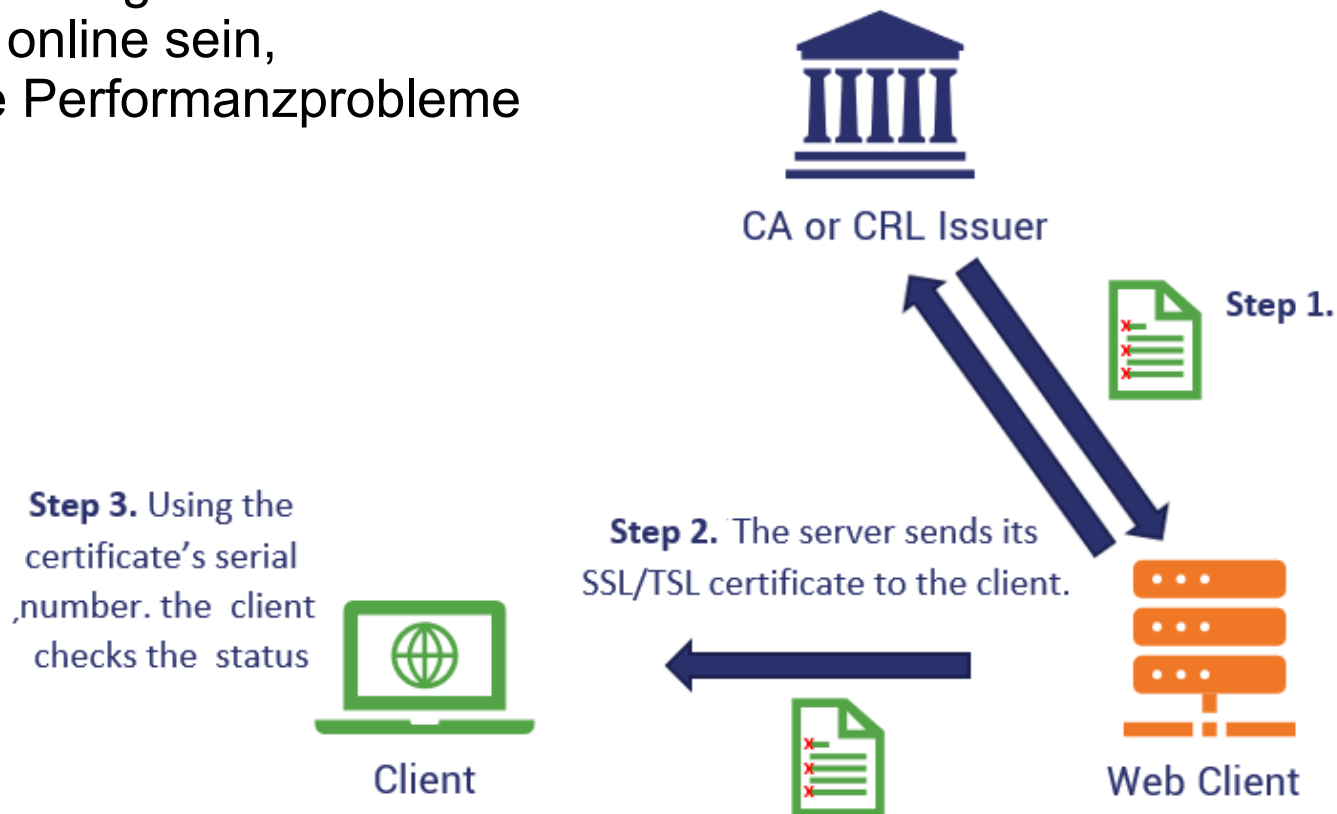 online sein,
Performanzprobleme
CA or CRL Issuer
Step 1.
Step 2. The server sends its
SSL/TSL certificate to the client.
Step 3. Using the
certificate's serial
,number. the client
checks the status
Client
Web Client